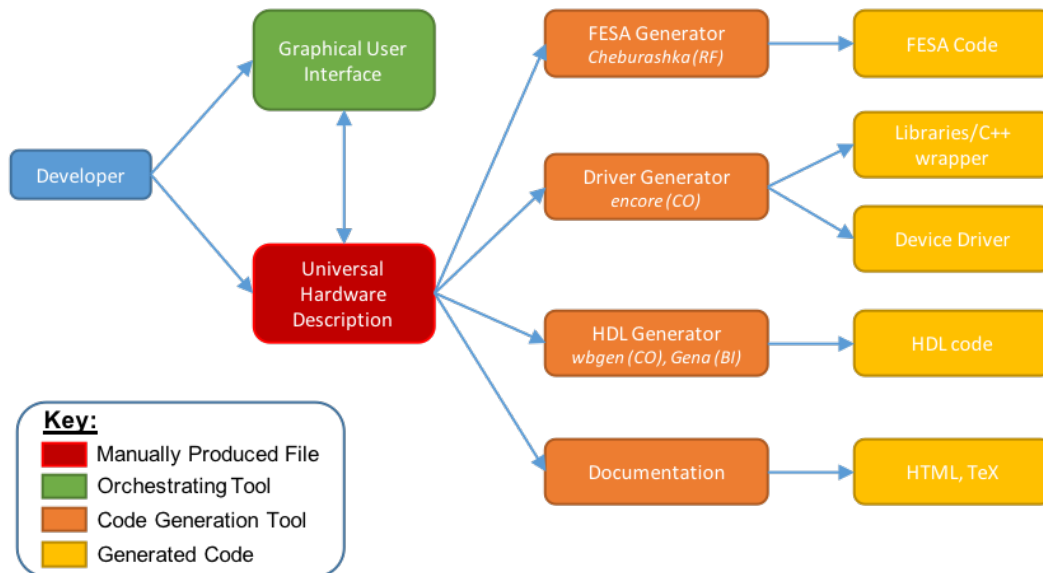 Graphical User
Interface
Developer
Universal
Hardware
Description
FESA Generator
Cheburashka (RF)
FESA Code
Driver Generator
encore (CO)
Libraries/C++
wrapper
Device Driver
HDL Generator
wbgen (CO), Gena (BI)
HDL code
Documentation
HTML, TeX
Key:
Manually Produced File
Orchestrating Tool
Code Generation Tool
Generated Code